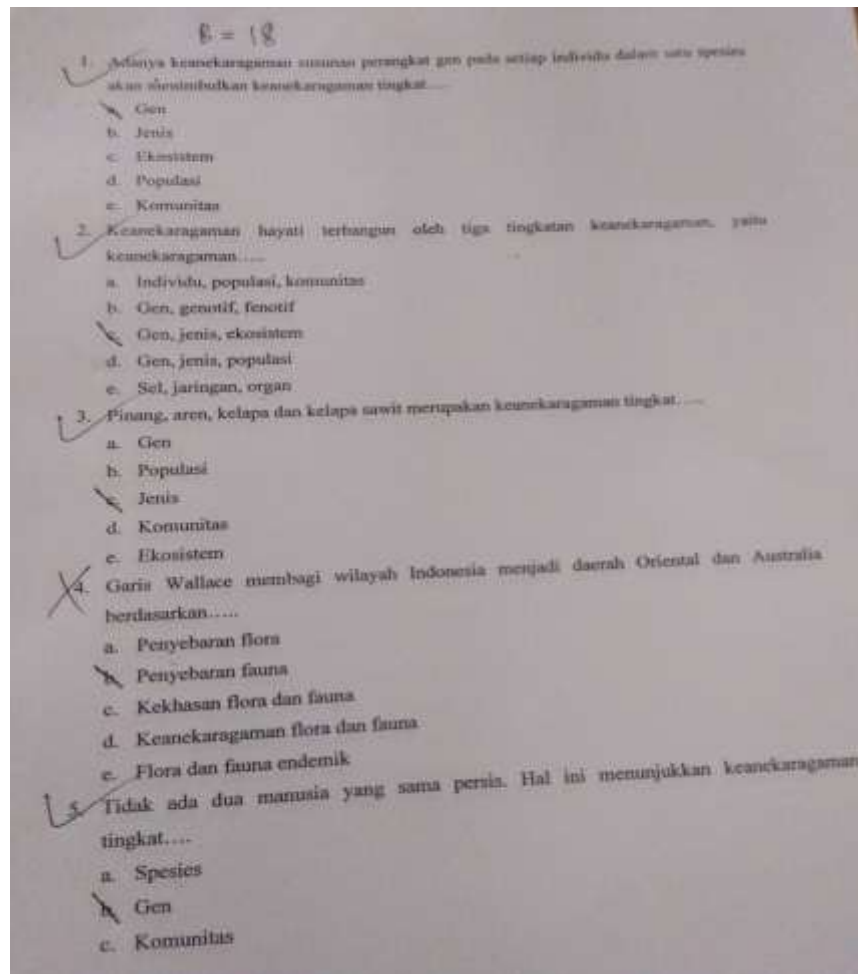 B = 18
1. Adanya keanekaragaman susunan perangkat gen pada setiap individu dalam satu spesies
akan menimbulkan keanekaragaman tingkat.....
a. Gen
b. Jenis
c. Ekosistem
d. Populasi
e. Komunitas
2. Keanekaragaman hayati terbangun oleh tiga tingkatan keanekaragaman, yaitu
keanekaragaman.....
a. Individu, populasi, komunitas
b. Gen, genotif, fenotif
c. Gen, jenis, ekosistem
d. Gen, jenis, populasi
e. Sel, jaringan, organ
3. Pinang, aren, kelapa dan kelapa sawit merupakan keanekaragaman tingkat.....
a. Gen
b. Populasi
c. Jenis
d. Komunitas
e. Ekosistem
4. Garis Wallace membagi wilayah Indonesia menjadi daerah Oriental dan Australia
berdasarkan.....
a. Penyebaran flora
b. Penyebaran fauna
c. Kekhasan flora dan fauna
d. Keanekaragaman flora dan fauna
e. Flora dan fauna endemik
5. Tidak ada dua manusia yang sama persis. Hal ini menunjukkan keanekaragaman
tingkat....
a. Spesies
b. Gen
c. Komunitas